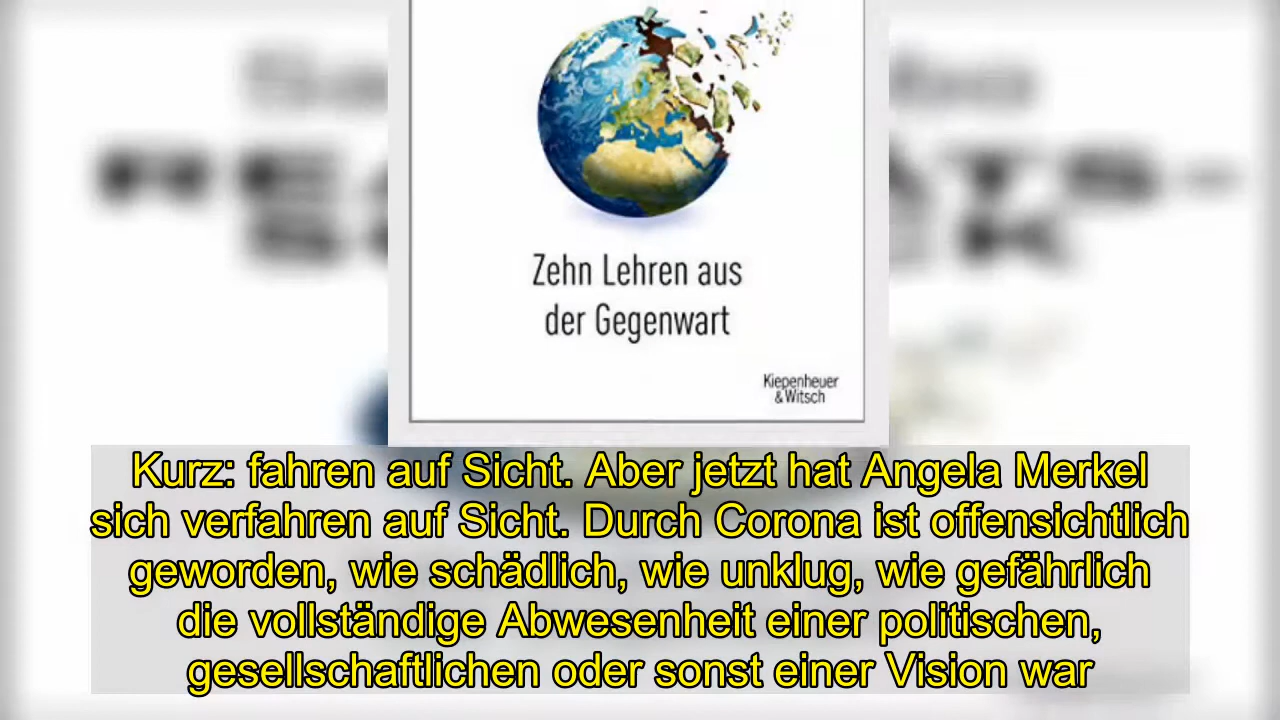 Zehn Lehren aus
der Gegenwart
Kiepenheuer
& Witsch
Kurz: fahren auf Sicht. Aber jetzt hat Angela Merkel
sich verfahren auf Sicht. Durch Corona ist offensichtlich
geworden, wie schädlich, wie unklug, wie gefährlich
die vollständige Abwesenheit einer politischen,
gesellschaftlichen oder sonst einer Vision war